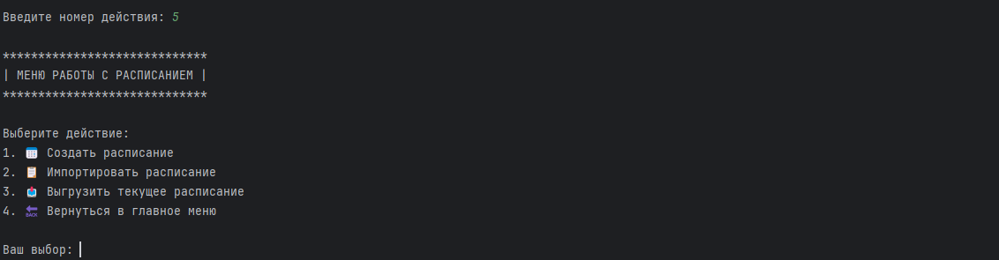 Введите номер действия: 5
*****************************
| МЕНЮ РАБОТЫ С РАСПИСАНИЕМ |
*****************************
Выберите действие:
1. 📅 Создать расписание
2. 📋 Импортировать расписание
3. 📤 Выгрузить текущее расписание
4. 🔙 Вернуться в главное меню
Ваш выбор: